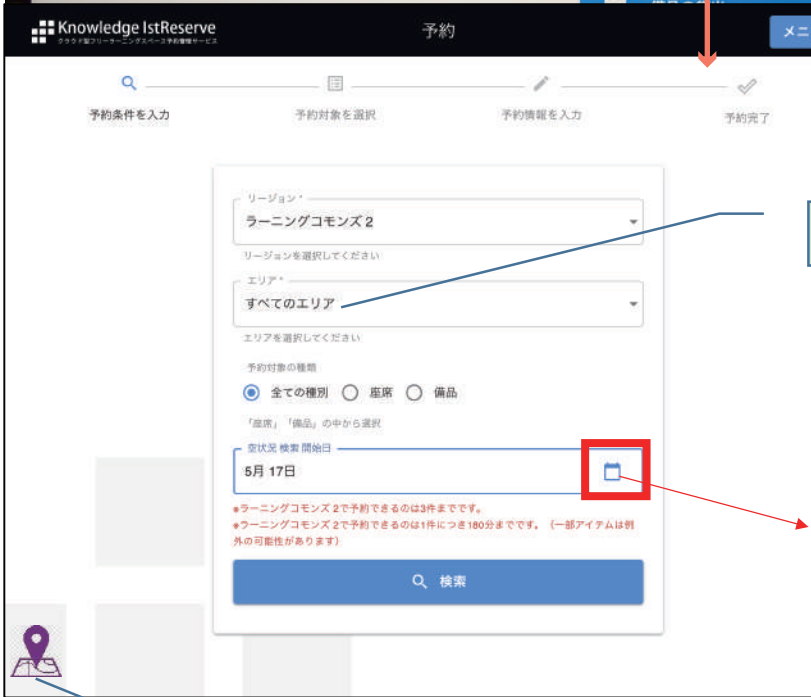 Knowledge IstReserve
クラウド型フリーラーニングスペース予約管理サービス
予約
メニ
予約条件を入力
予約対象を選択
予約情報を入力
予約完了
リージョン *
ラーニングコモンズ 2
リージョンを選択してください
エリア *
すべてのエリア
エリアを選択してください
予約対象の種類
全ての種別 座席 備品
「座席」「備品」の中から選択
空状況 検索 開始日
5月 17日
*ラーニングコモンズ 2で予約できるのは3件までです。
*ラーニングコモンズ 2で予約できるのは1件につき180分までです。（一部アイテムは例
外の可能性があります）
検索